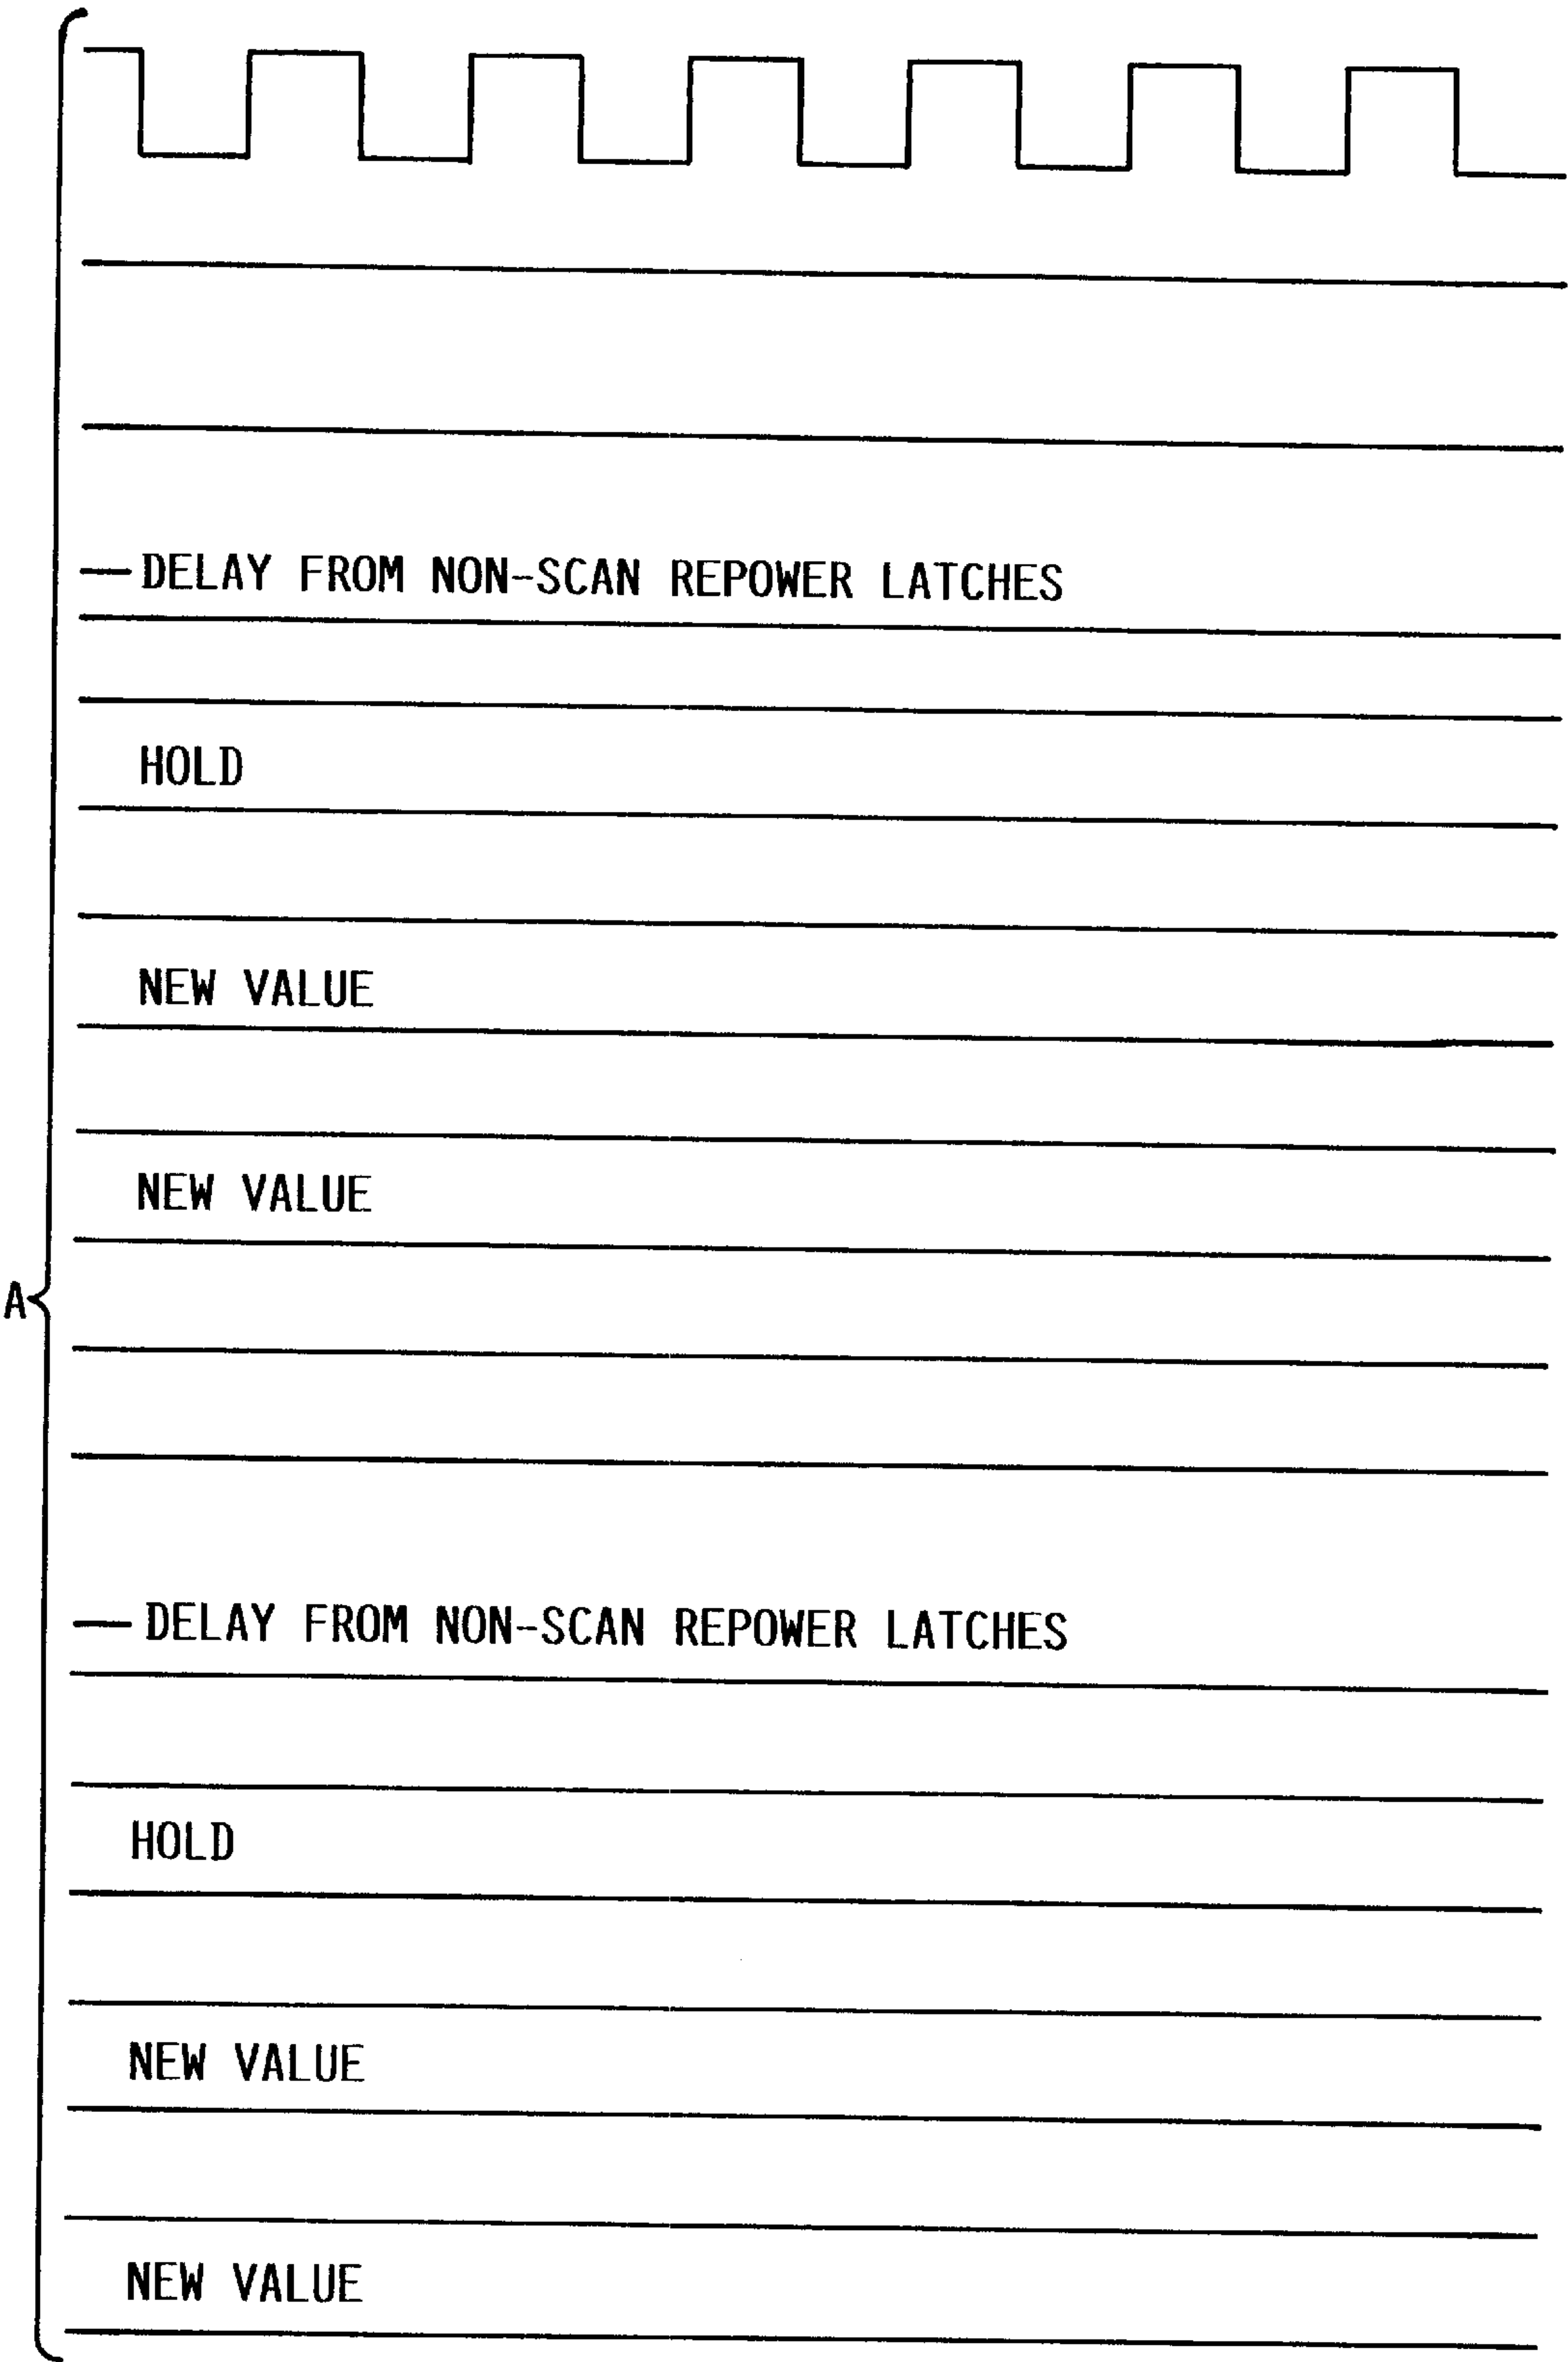 DELAY FROM NON-SCAN REPOWER LATCHES
HOLD
NEW VALUE
NEW VALUE
A
DELAY FROM NON-SCAN REPOWER LATCHES
HOLD
NEW VALUE
NEW VALUE